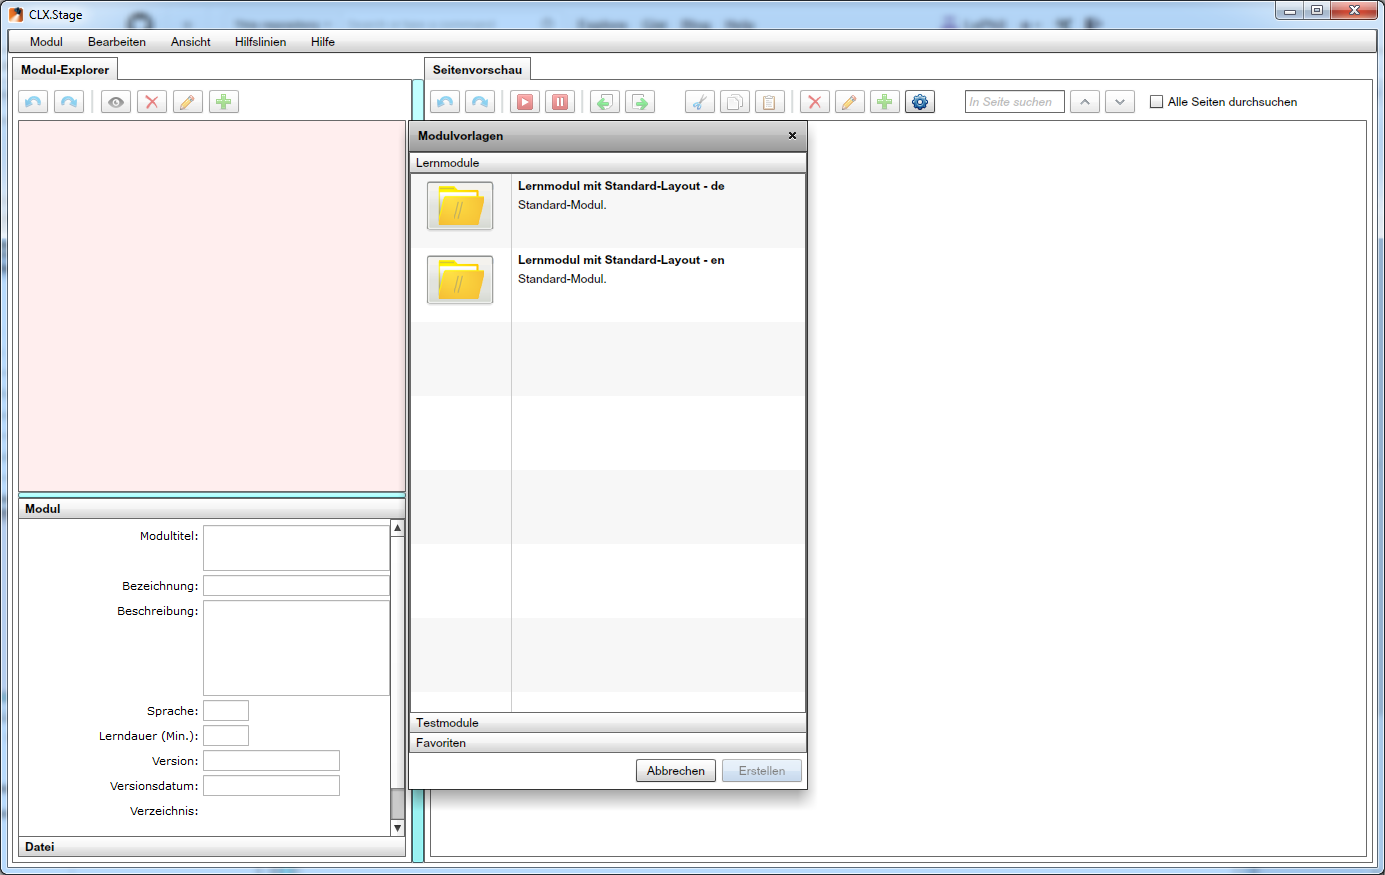 CLX.Stage
Modul Bearbeiten Ansicht Hilfslinien Hilfe
Modul-Explorer
Seitenvorschau
In Seite suchen
Alle Seiten durchsuchen
Modulvorlagen
Lernmodule
Lernmodul mit Standard-Layout - de
Standard-Modul.
Lernmodul mit Standard-Layout - en
Standard-Modul.
Testmodule
Favoriten
Abbrechen Erstellen
Modul
Modultitel:
Bezeichnung:
Beschreibung:
Sprache:
Lerndauer (Min.):
Version:
Versionsdatum:
Verzeichnis:
Datei